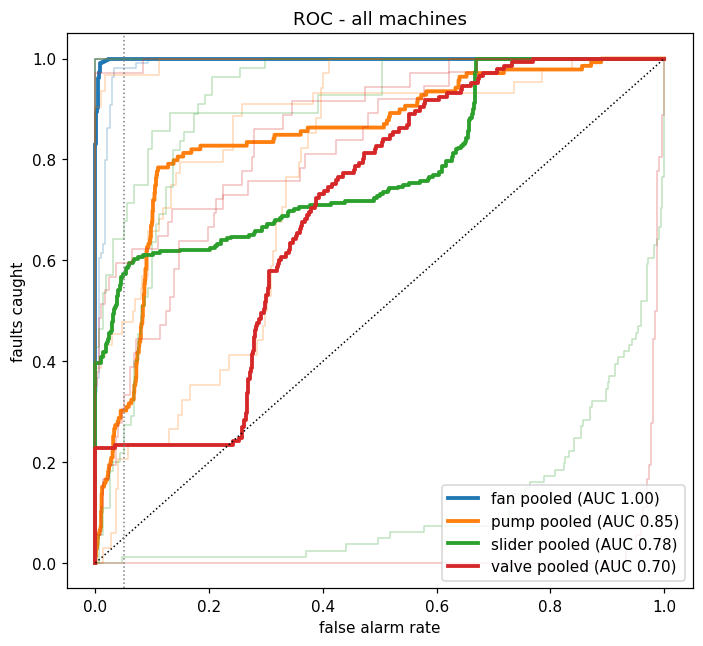 ROC - all machines
faults caught
1.0
0.8
0.6
0.4
0.2
0.0
fan pooled (AUC 1.00)
pump pooled (AUC 0.85)
slider pooled (AUC 0.78)
valve pooled (AUC 0.70)
0.0 0.2 0.4 0.6 0.8 1.0
false alarm rate